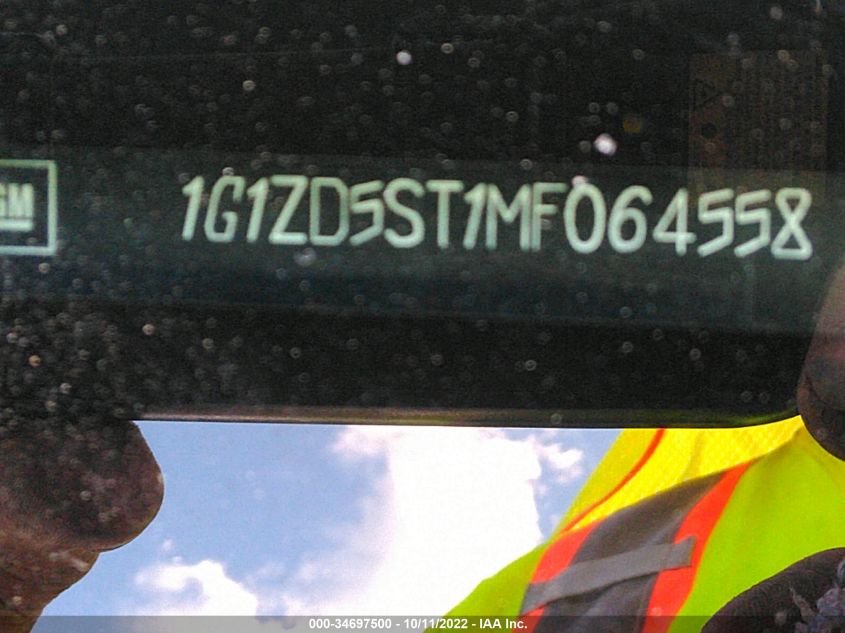 GM
1G1ZD5ST1MF064558
000-34697500 - 10/11/2022 - IAA Inc.